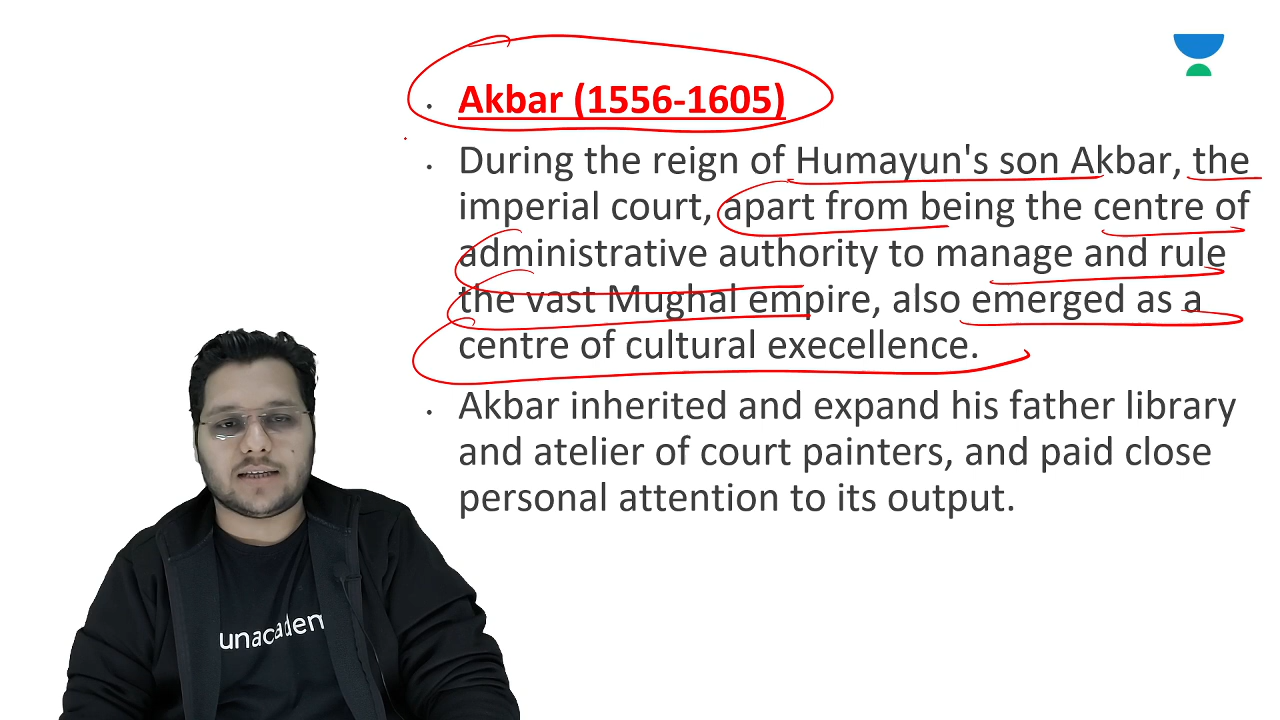 • Akbar (1556-1605)
• During the reign of Humayun's son Akbar, the
imperial court, apart from being the centre of
administrative authority to manage and rule
the vast Mughal empire, also emerged as a
centre of cultural execellence.
• Akbar inherited and expand his father library
and atelier of court painters, and paid close
personal attention to its output.
unacadem